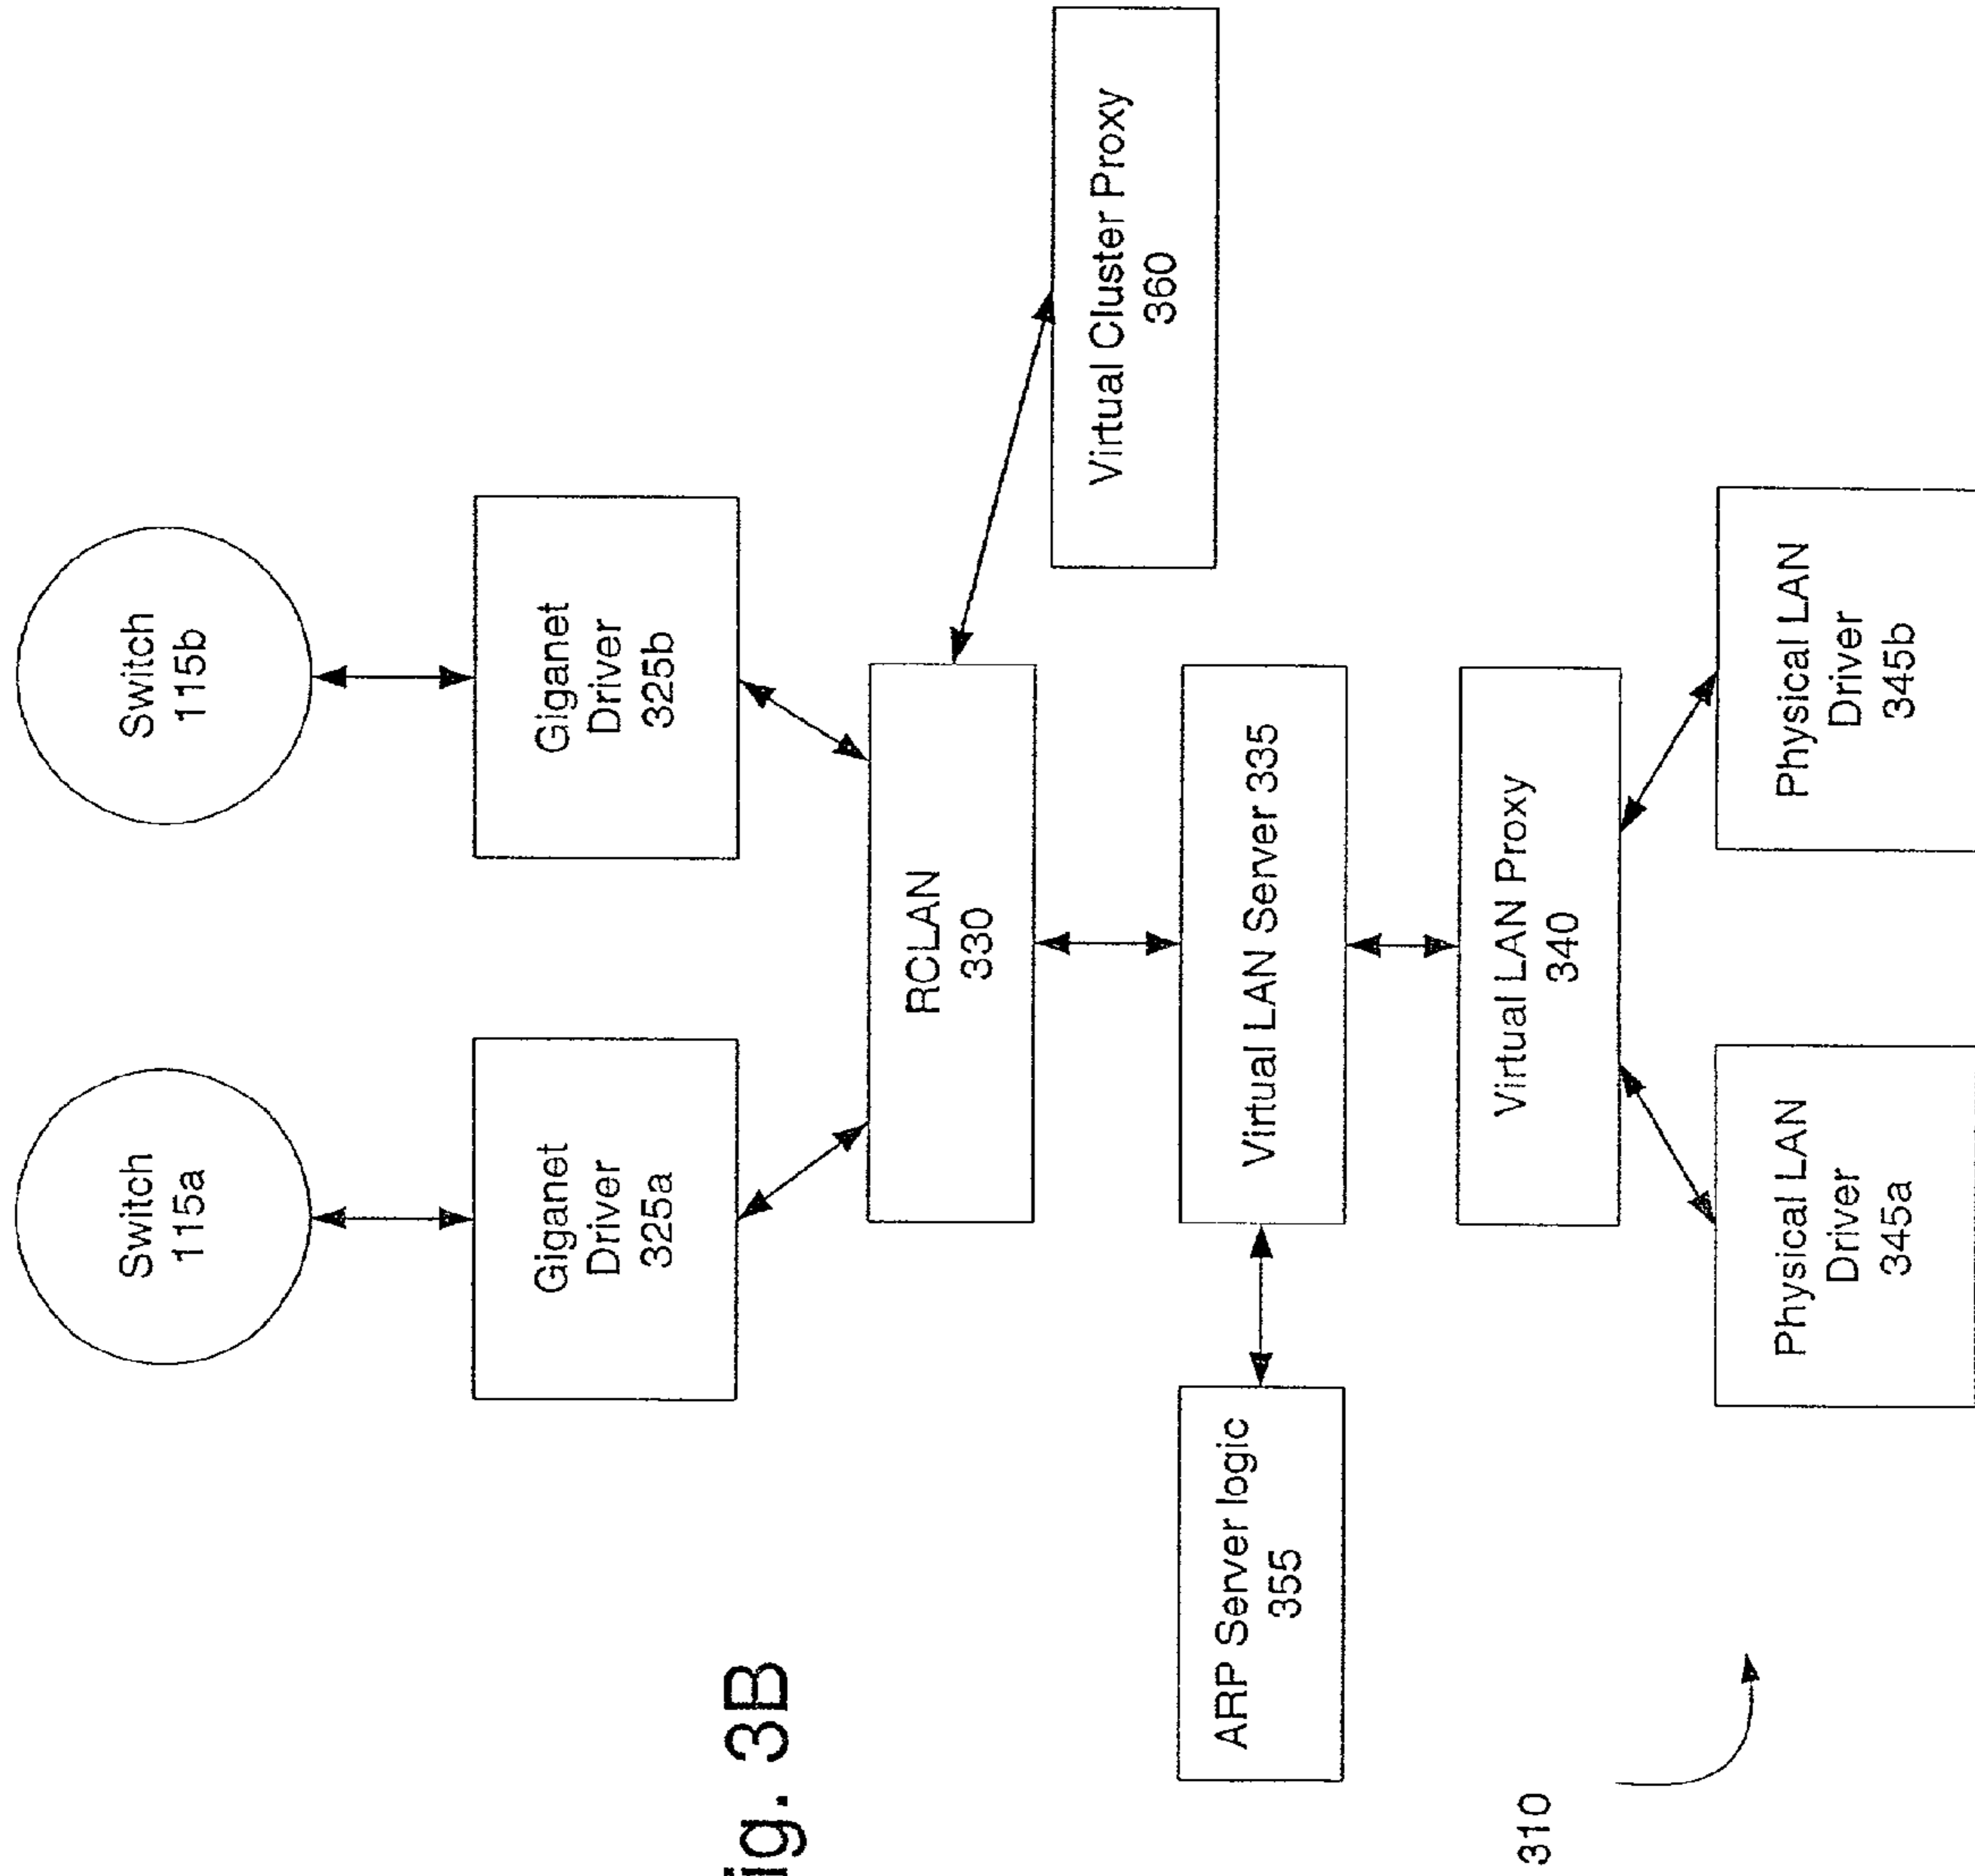 Switch
115a
Switch
115b
Giganet
Driver
325a
Giganet
Driver
325b
RCLAN
330
Virtual Cluster Proxy
360
ARP Server logic
355
Virtual LAN Server 335
Virtual LAN Proxy
340
Physical LAN
Driver
345a
Physical LAN
Driver
345b
310
ig. 3B